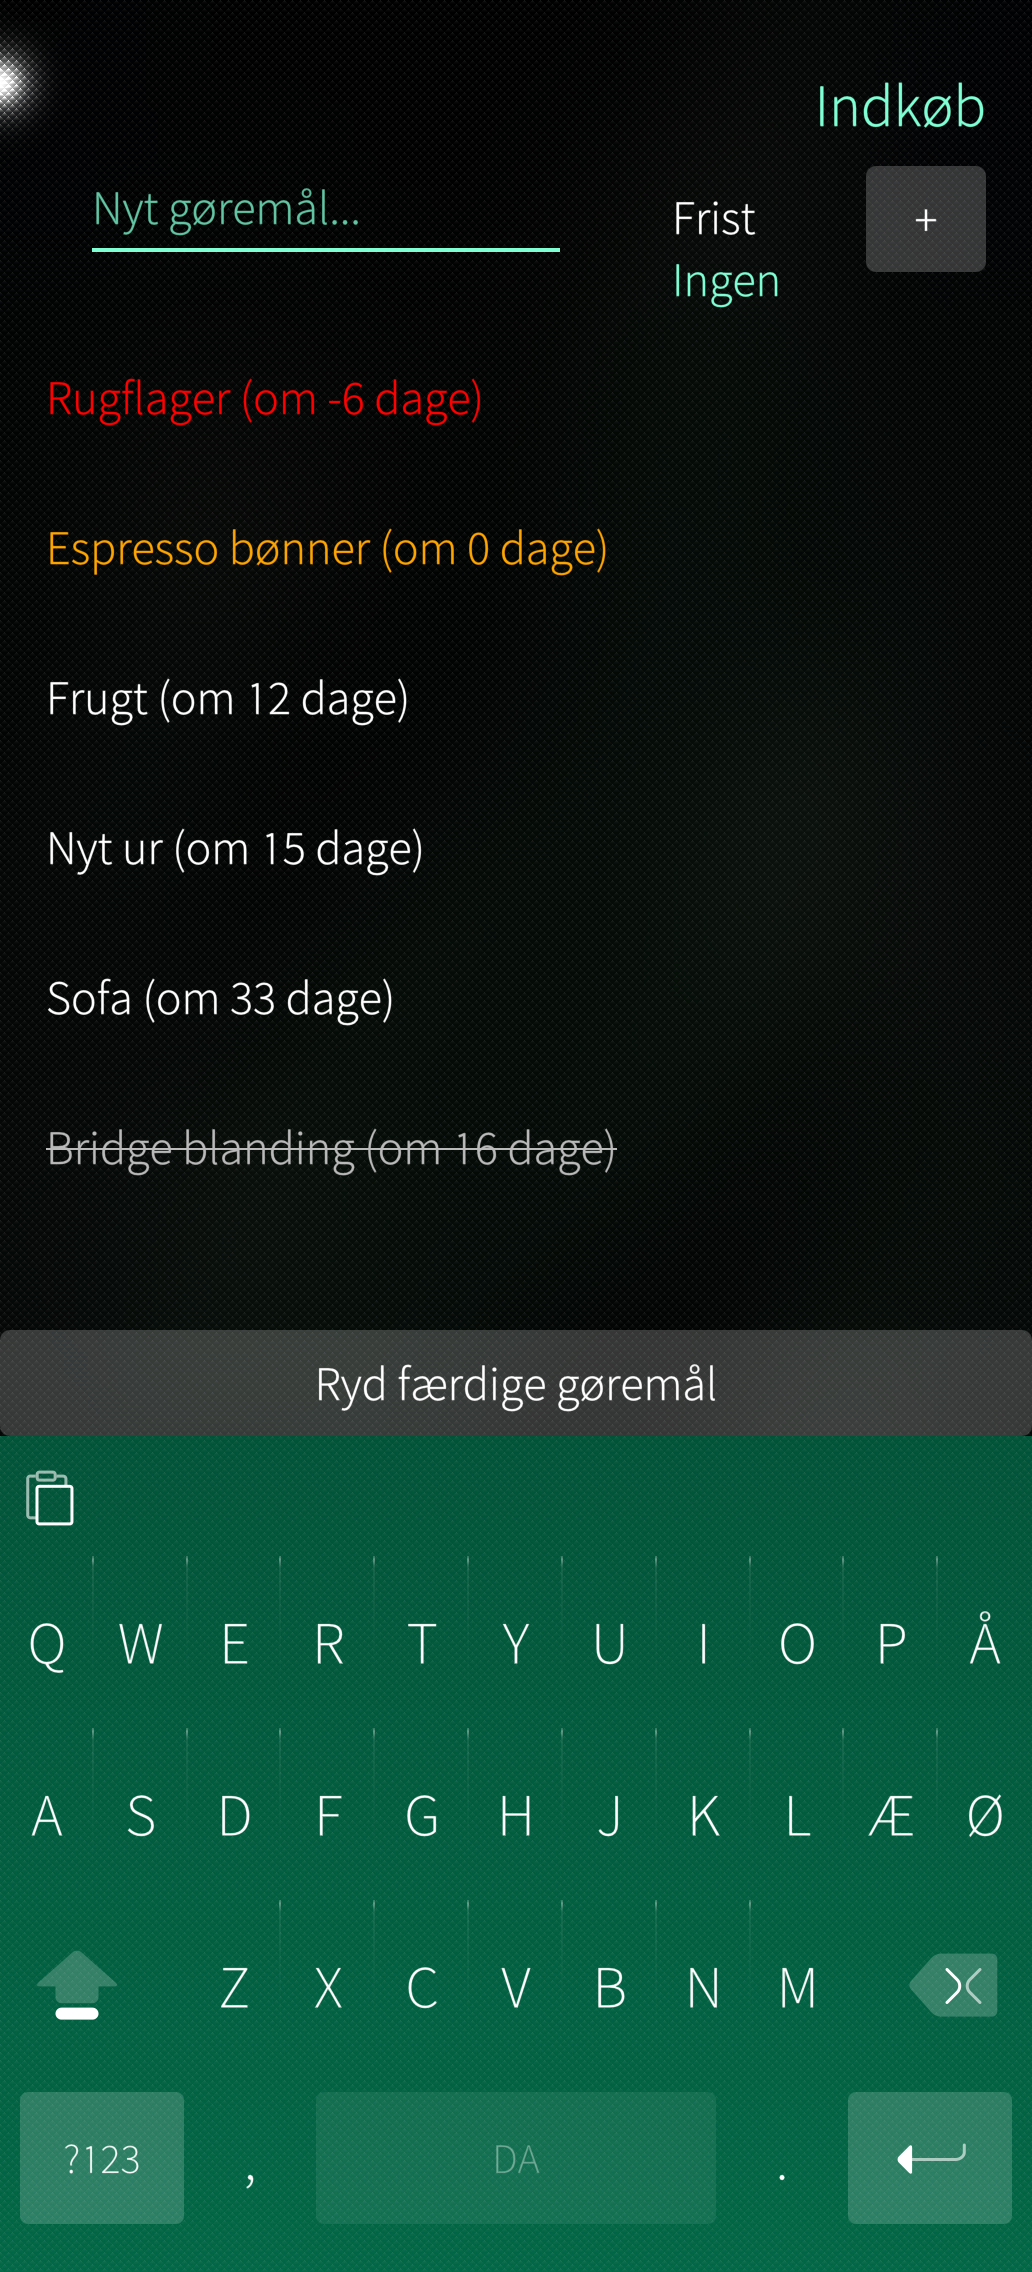 Indkøb
Nyt gøremål...
Frist
+
Ingen
Rugflager (om -6 dage)
Espresso bønner (om 0 dage)
Frugt (om 12 dage)
Nyt ur (om 15 dage)
Sofa (om 33 dage)
Bridge blanding (om 16 dage)
Ryd færdige gøremål
Q W E R T Y U I O P Å
A S D F G H J K L Æ Ø
Z X C V B N M
?123 , DA .